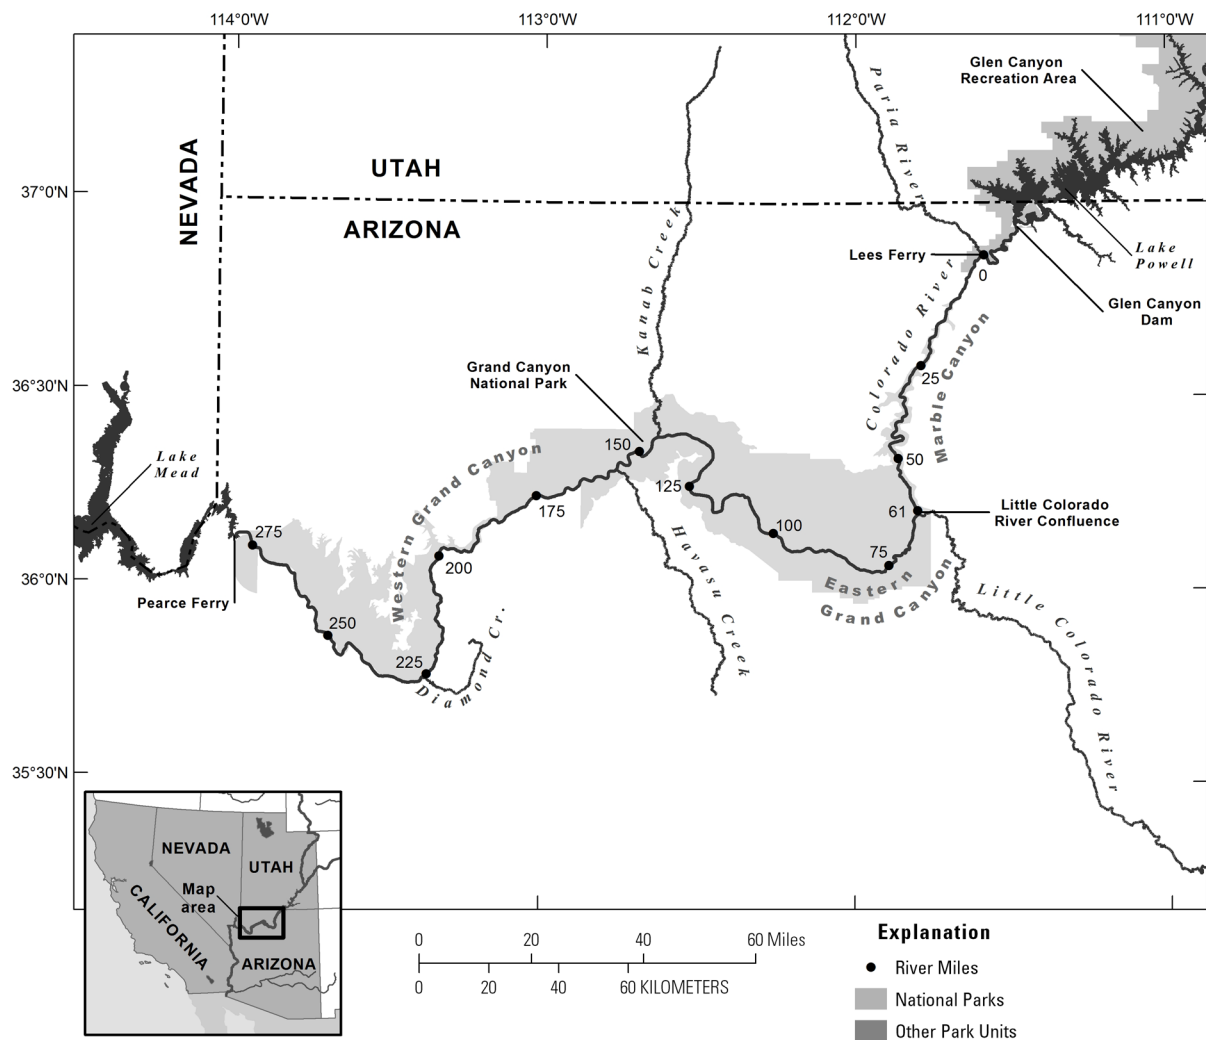 114°0'W
113°0'W
112°0'W
111°0'W
Glen Canyon
Recreation Area
Paria River
NEVADA
UTAH
37°0'N
ARIZONA
Kanab Creek
Lees Ferry
0
Lake
Powell
Colorado River
Glen Canyon
Dam
Marble Canyon
Grand Canyon
National Park
36°30'N
25
Lake
Mead
Western Grand Canyon
150
50
125
175
61
Little Colorado
River Confluence
100
275
Havasu Creek
75
200
36°0'N
Eastern
Grand Canyon
Pearce Ferry
Little Colorado River
250
225
Diamond Cr.
35°30'N
NEVADA
UTAH
Map
area
CALIFORNIA
ARIZONA
0 20 40 60 Miles
0 20 40 60 KILOMETERS
Explanation
River Miles
National Parks
Other Park Units